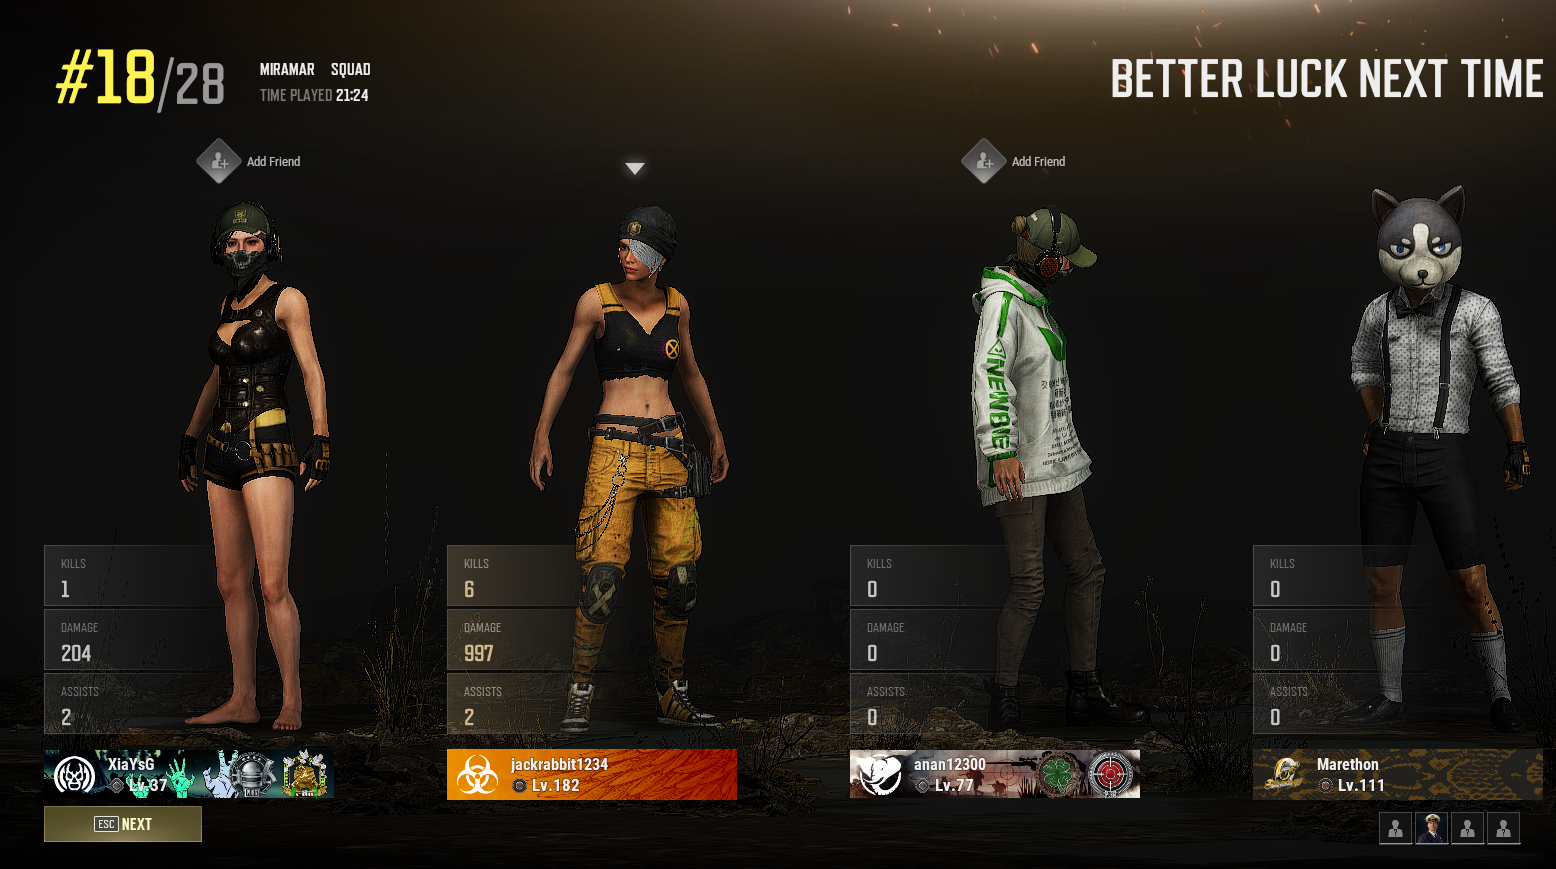 #18/28
MIRAMAR SQUAD
TIME PLAYED 21:24
BETTER LUCK NEXT TIME
Add Friend
Add Friend
NEWBIE
KILLS
1
DAMAGE
204
ASSISTS
2
XiaYsG
Lv.37
KILLS
6
DAMAGE
997
ASSISTS
2
jackrabbit1234
Lv.182
KILLS
0
DAMAGE
0
ASSISTS
0
anan12300
Lv.77
KILLS
0
DAMAGE
0
ASSISTS
0
Marethon
Lv.111
ESC NEXT